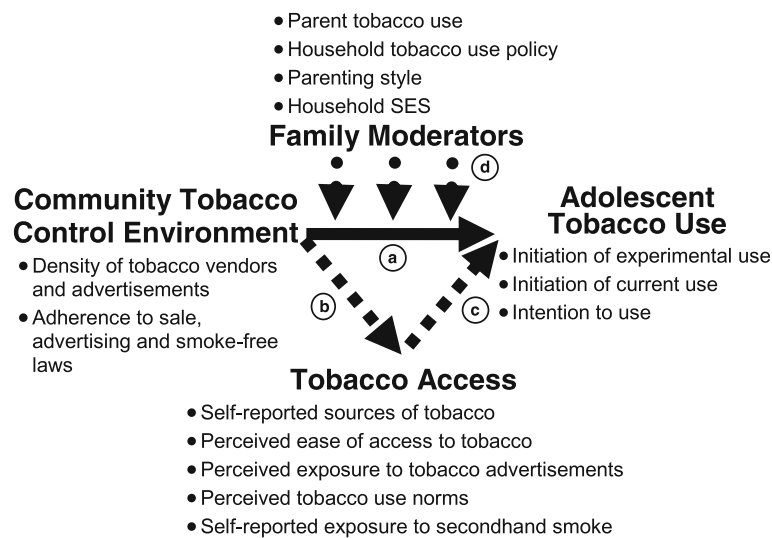 • Parent tobacco use
• Household tobacco use policy
• Parenting style
• Household SES
Family Moderators
d
Community Tobacco
Control Environment
• Density of tobacco vendors
and advertisements
• Adherence to sale,
advertising and smoke-free
laws
a
b
c
Adolescent
Tobacco Use
• Initiation of experimental use
• Initiation of current use
• Intention to use
Tobacco Access
• Self-reported sources of tobacco
• Perceived ease of access to tobacco
• Perceived exposure to tobacco advertisements
• Perceived tobacco use norms
• Self-reported exposure to secondhand smoke